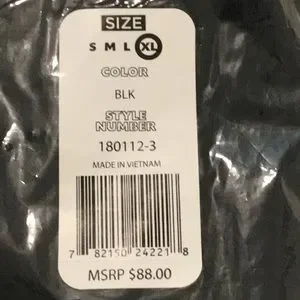 SIZE
S M L XL
COLOR
BLK
STYLE
NUMBER
180112-3
MADE IN VIETNAM
7 82150 24221 8
MSRP $88.00